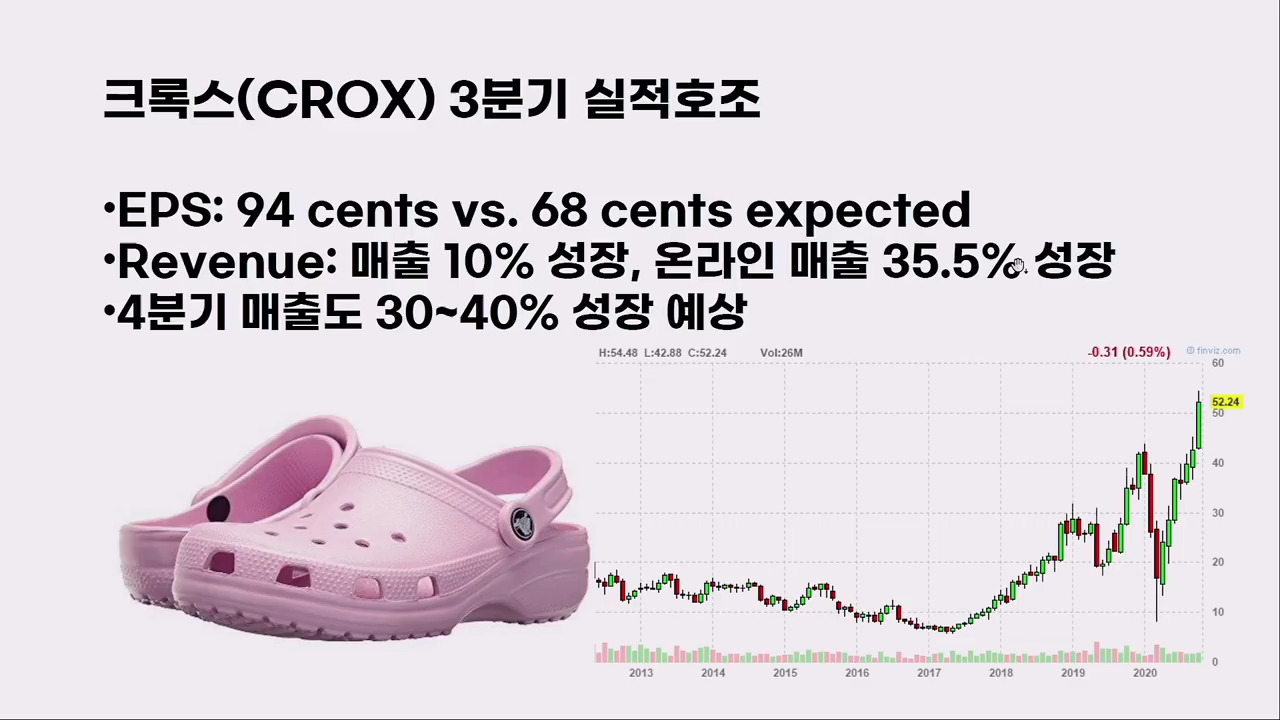 크록스(CROX) 3분기 실적호조
•EPS: 94 cents vs. 68 cents expected
•Revenue: 매출 10% 성장, 온라인 매출 35.5% 성장
•4분기 매출도 30~40% 성장 예상
H:54.48 L:42.88 C:52.24 Vol:26M -0.31 (0.59%) © finviz.com
60
52.24
50
40
30
20
10
0
2013 2014 2015 2016 2017 2018 2019 2020